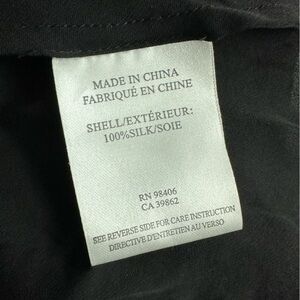 MADE IN CHINA
FABRIQUÉ EN CHINE
SHELL/EXTÉRIEUR:
100%SILK/SOIE
RN 98406
CA 39862
SEE REVERSE SIDE FOR CARE INSTRUCTION
DIRECTIVE D'ENTRETIEN AU VERSO